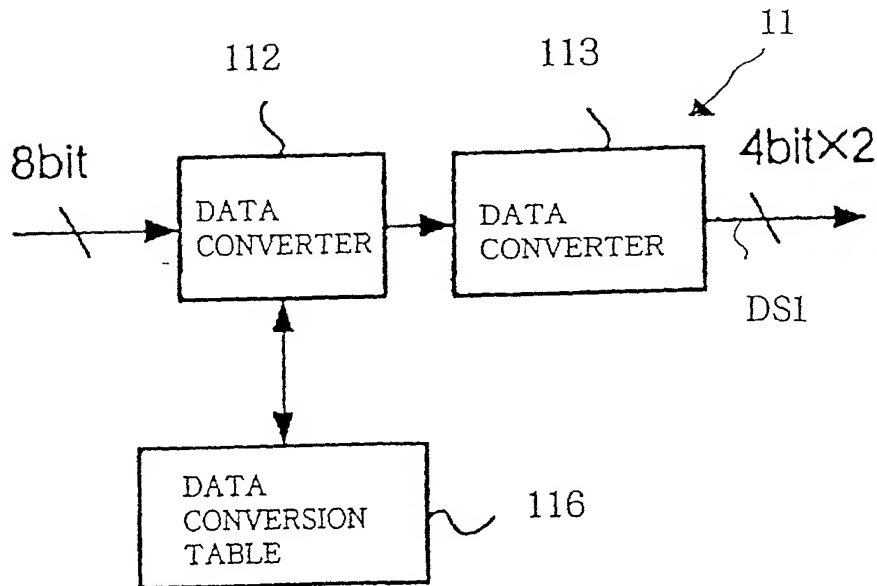 11
112
113
8bit
4bit×2
DATA
CONVERTER
DATA
CONVERTER
DS1
DATA
CONVERSION
TABLE
116